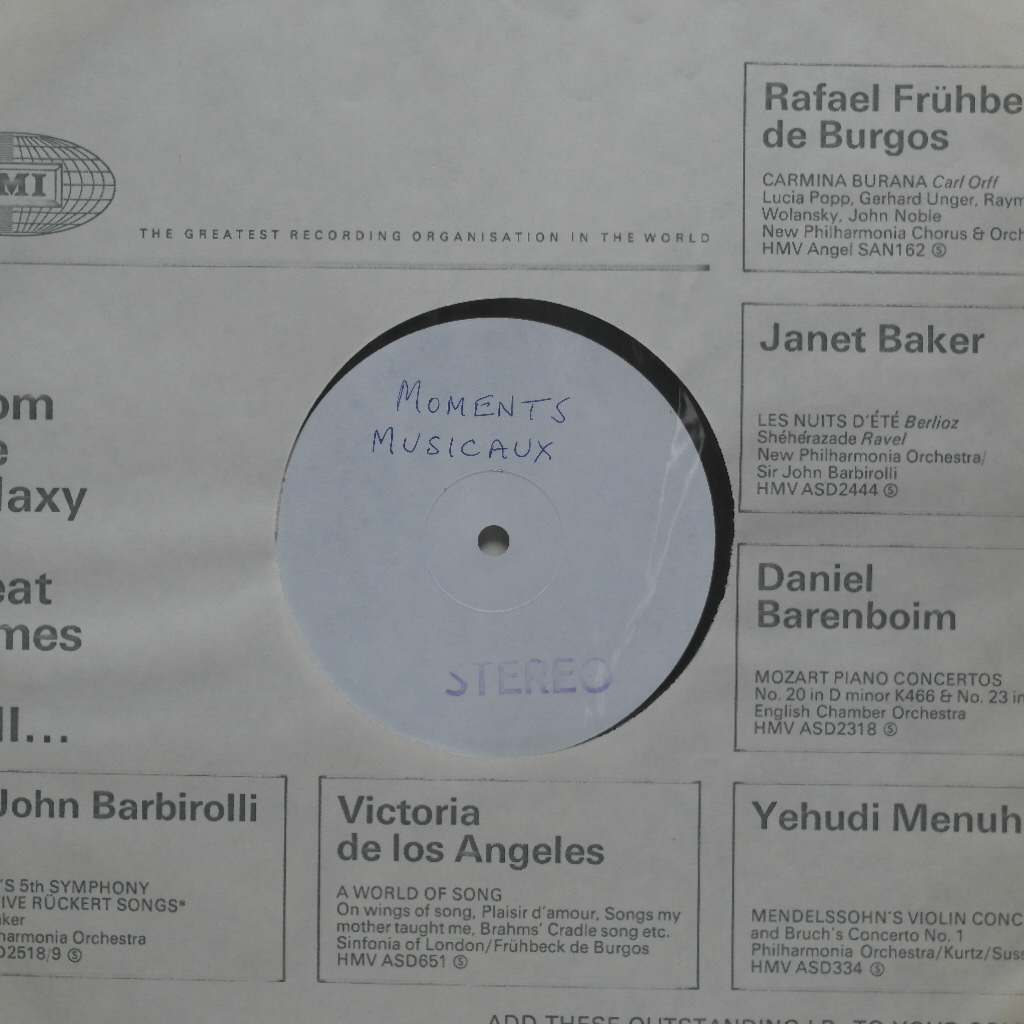 MI
THE GREATEST RECORDING ORGANISATION IN THE WORLD
om
e
laxy
eat
mes
ll...
MOMENTS
MUSICAUX
STEREO
Rafael Frühbe
de Burgos
CARMINA BURANA Carl Orff
Lucia Popp, Gerhard Unger, Raym
Wolansky, John Noble
New Philharmonia Chorus & Orch
HMV Angel SAN162 Ⓢ
Janet Baker
LES NUITS D'ÉTÉ Berlioz
Shéhérazade Ravel
New Philharmonia Orchestra/
Sir John Barbirolli
HMV ASD2444 Ⓢ
Daniel
Barenboim
MOZART PIANO CONCERTOS
No. 20 in D minor K466 & No. 23 in
English Chamber Orchestra
HMV ASD2318 Ⓢ
John Barbirolli
'S 5th SYMPHONY
IVE RÜCKERT SONGS*
ker
harmonia Orchestra
D2518/9 Ⓢ
Victoria
de los Angeles
A WORLD OF SONG
On wings of song, Plaisir d'amour, Songs my
mother taught me, Brahms' Cradle song etc.
Sinfonia of London/Frühbeck de Burgos
HMV ASD651 Ⓢ
Yehudi Menuh
MENDELSSOHN'S VIOLIN CONC
and Bruch's Concerto No. 1
Philharmonia Orchestra/Kurtz/Suss
HMV ASD334 Ⓢ
ADD THESE OUTSTANDING LPs TO YOUR